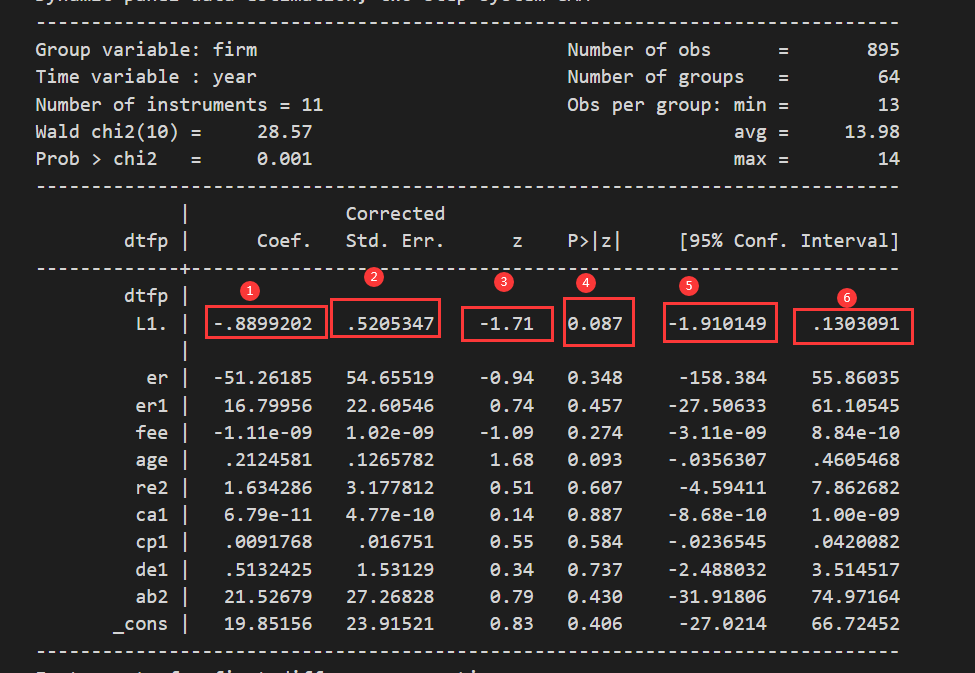 Dynamic panel-data estimation, two-step system GMM
------------------------------------------------------------------------------
Group variable: firm                            Number of obs      =       895
Time variable : year                            Number of groups   =        64
Number of instruments = 11                      Obs per group: min =        13
Wald chi2(10) =     28.57                                      avg =     13.98
Prob > chi2   =     0.001                                      max =        14
------------------------------------------------------------------------------
             |              Corrected
        dtfp |      Coef.   Std. Err.      z    P>|z|     [95% Conf. Interval]
-------------+----------------------------------------------------------------
1 2 3 4 5 6
        dtfp |
         L1. |  -.8899202   .5205347    -1.71   0.087    -1.910149    .1303091
             |
          er |  -51.26185   54.65519    -0.94   0.348     -158.384    55.86035
         er1 |   16.79956   22.60546     0.74   0.457    -27.50633    61.10545
         fee |  -1.11e-09   1.02e-09    -1.09   0.274    -3.11e-09    8.84e-10
         age |   .2124581   .1265782     1.68   0.093    -.0356307    .4605468
         re2 |   1.634286   3.177812     0.51   0.607     -4.59411    7.862682
         ca1 |   6.79e-11   4.77e-10     0.14   0.887    -8.68e-10    1.00e-09
         cp1 |   .0091768    .016751     0.55   0.584    -.0236545    .0420082
         de1 |   .5132425    1.53129     0.34   0.737    -2.488032    3.514517
         ab2 |   21.52679   27.26828     0.79   0.430    -31.91806    74.97164
       _cons |   19.85156   23.91521     0.83   0.406     -27.0214    66.72452
------------------------------------------------------------------------------